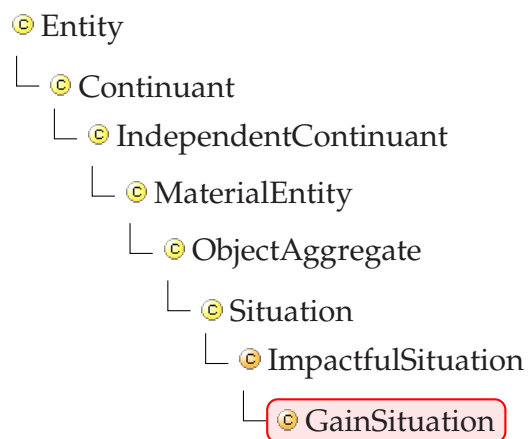 C Entity
C Continuant
C IndependentContinuant
C MaterialEntity
C ObjectAggregate
C Situation
C ImpactfulSituation
C GainSituation